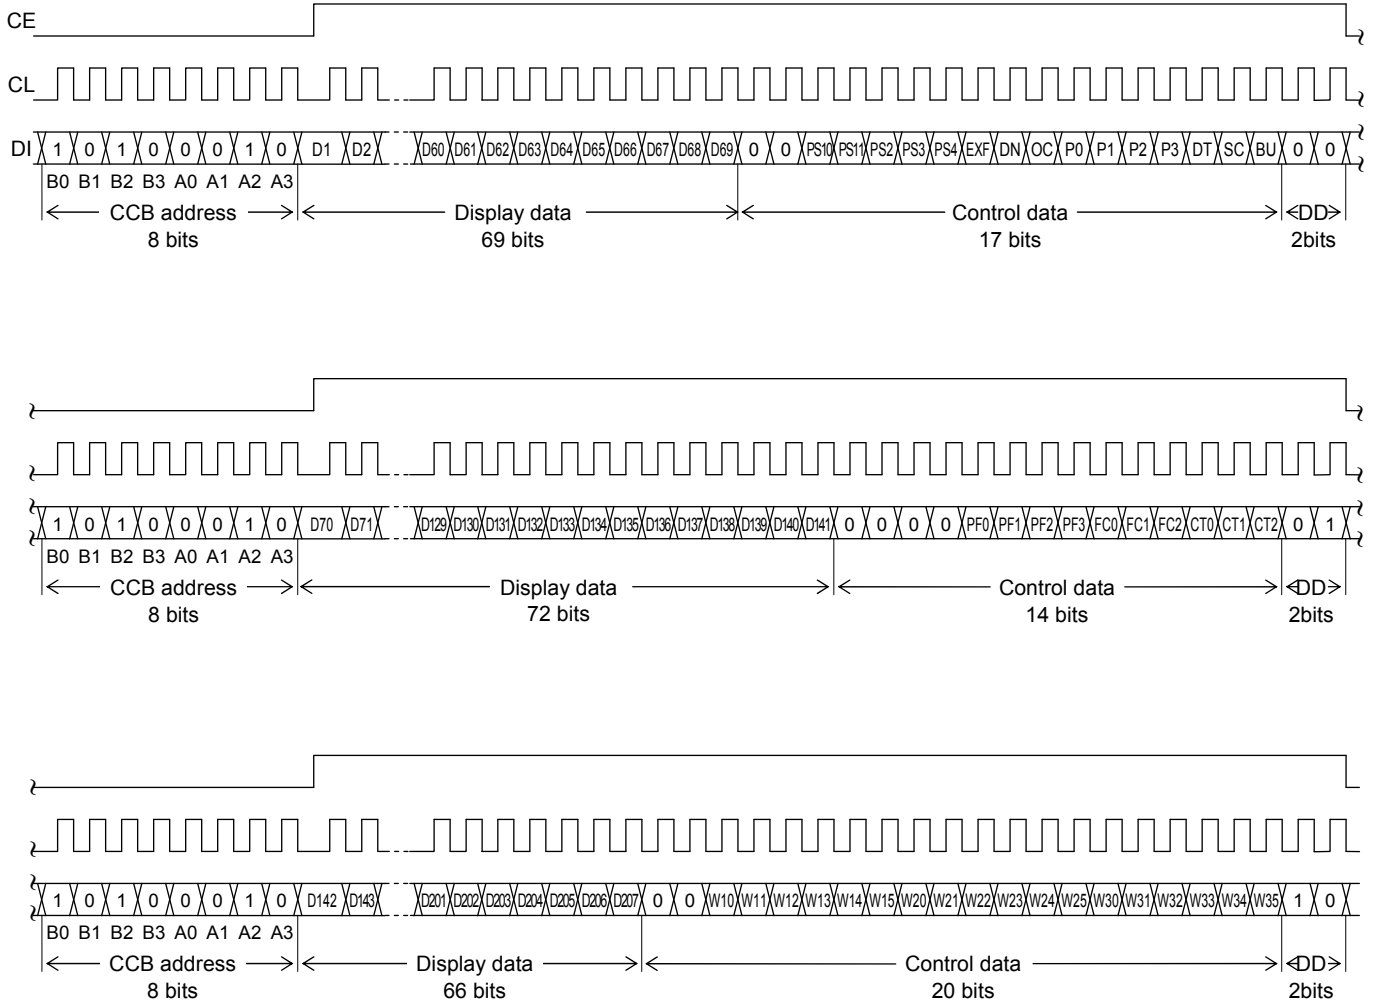 CE
CL
DI 1 0 1 0 0 0 1 0 D1 D2 D60 D61 D62 D63 D64 D65 D66 D67 D68 D69 0 0 PS10 PS11 PS2 PS3 PS4 EXF DN OC P0 P1 P2 P3 DT SC BU 0 0
B0 B1 B2 B3 A0 A1 A2 A3
CCB address Display data Control data DD
8 bits 69 bits 17 bits 2bits
1 0 1 0 0 0 1 0 D70 D71 D129 D130 D131 D132 D133 D134 D135 D136 D137 D138 D139 D140 D141 0 0 0 0 PF0 PF1 PF2 PF3 FC0 FC1 FC2 CT0 CT1 CT2 0 1
B0 B1 B2 B3 A0 A1 A2 A3
CCB address Display data Control data DD
8 bits 72 bits 14 bits 2bits
1 0 1 0 0 0 1 0 D142 D143 D201 D202 D203 D204 D205 D206 D207 0 0 W10 W11 W12 W13 W14 W15 W20 W21 W22 W23 W24 W25 W30 W31 W32 W33 W34 W35 1 0
B0 B1 B2 B3 A0 A1 A2 A3
CCB address Display data Control data DD
8 bits 66 bits 20 bits 2bits